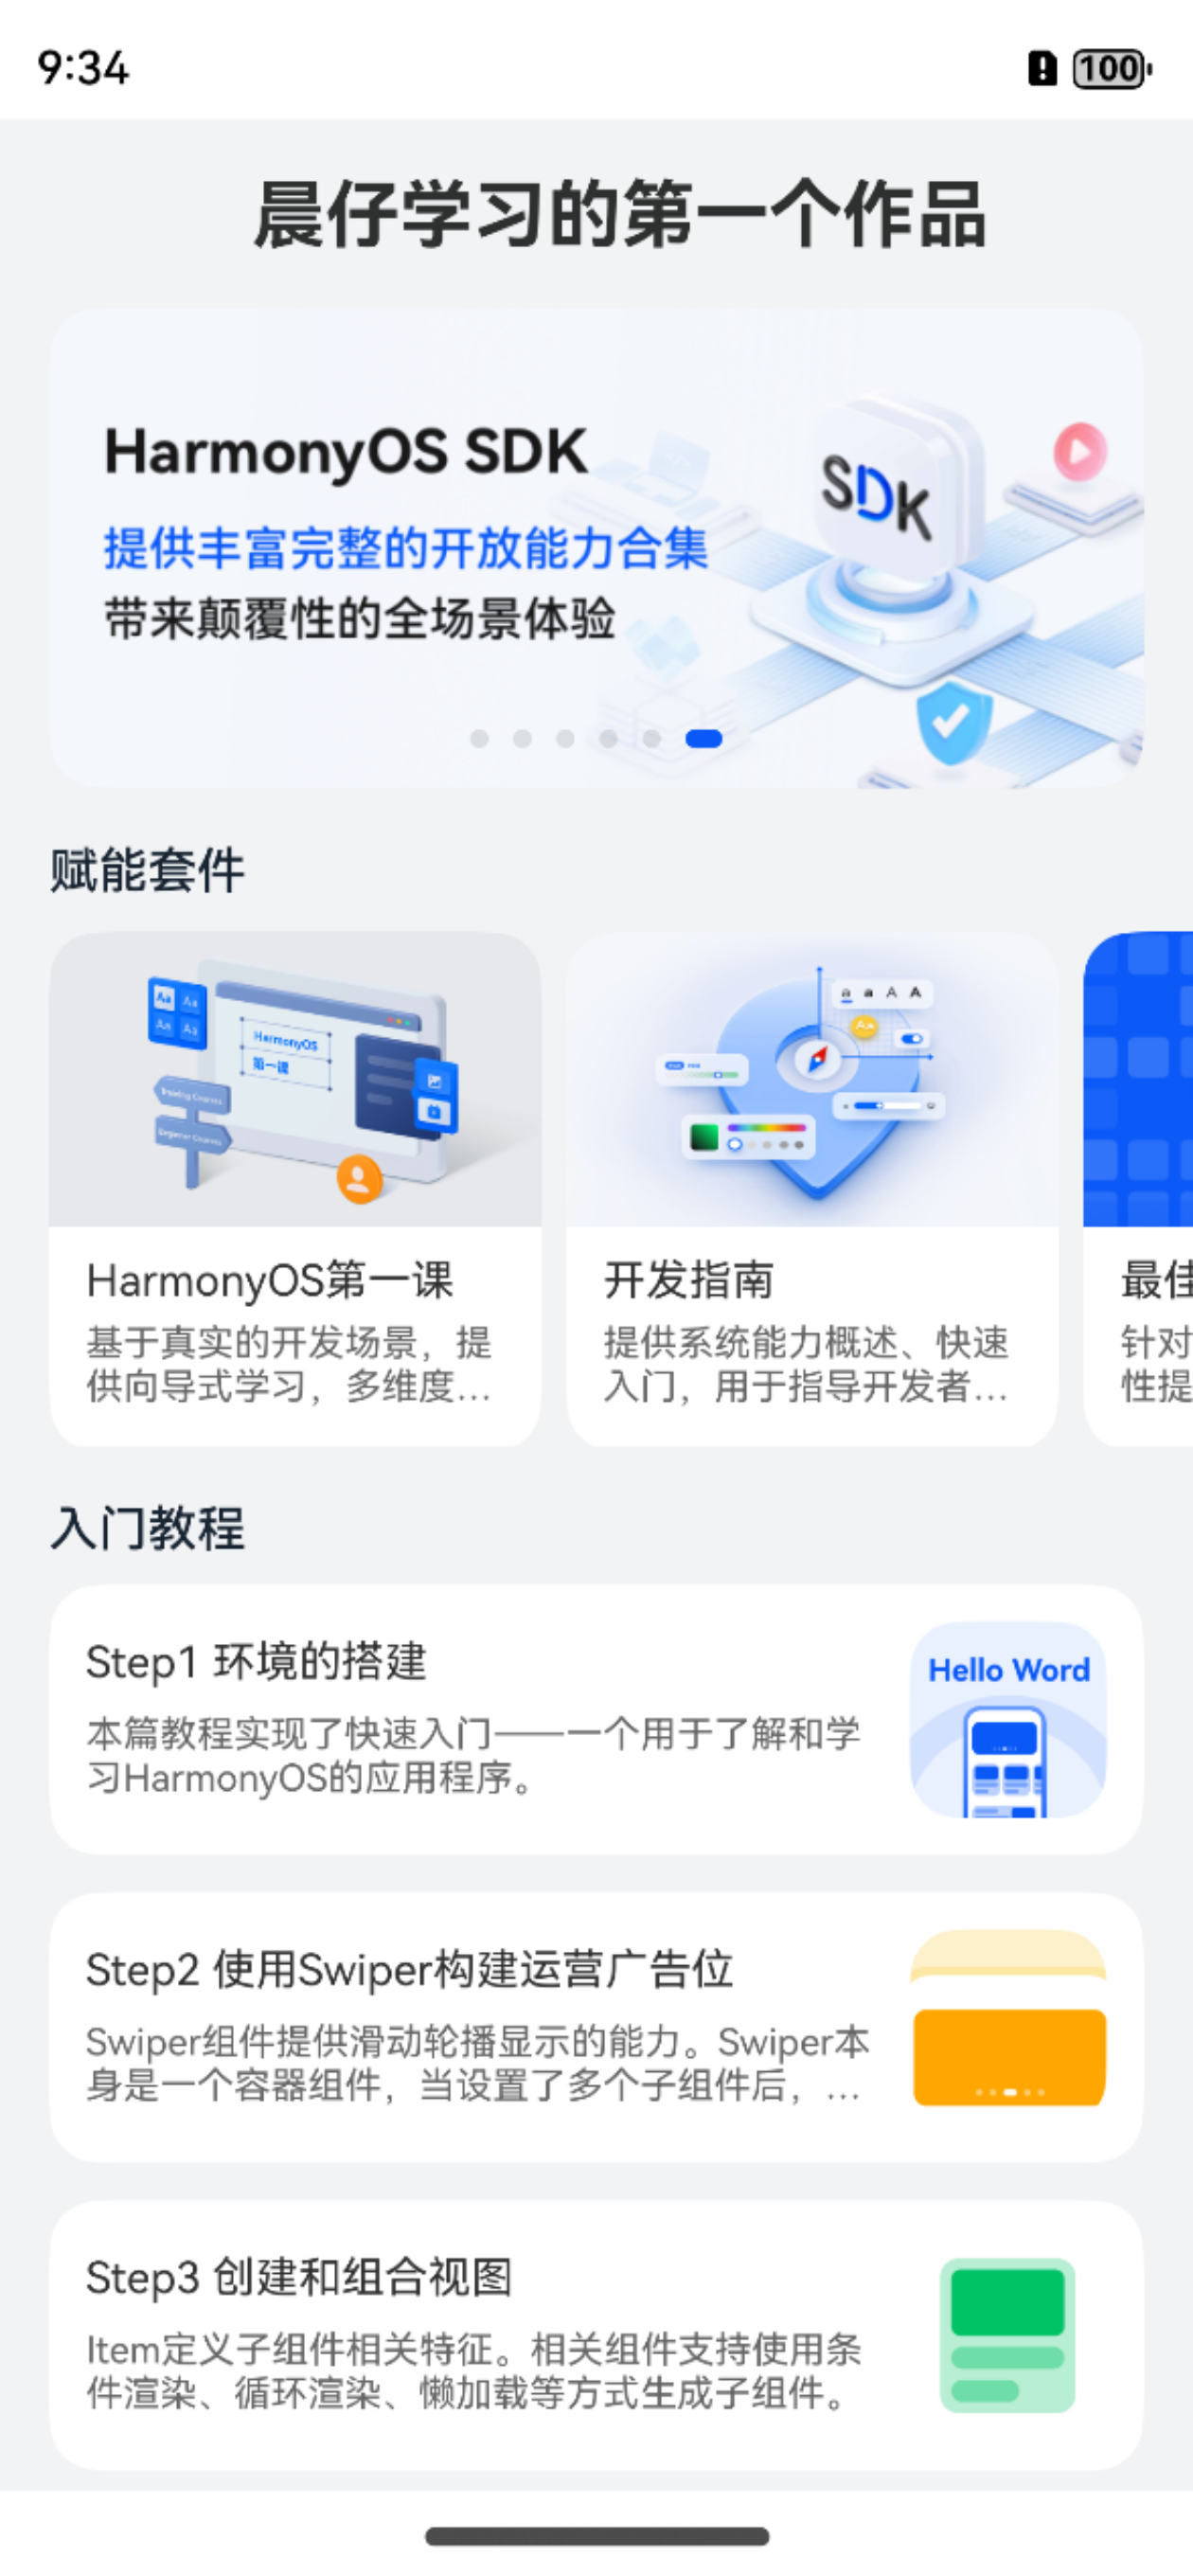 9:34
100
晨仔学习的第一个作品
HarmonyOS SDK
提供丰富完整的开放能力合集
带来颠覆性的全场景体验
SDK
赋能套件
Aa Aa
Aa Aa
HarmonyOS
第一课
Training Courses
Beginner Courses
a a A A
Aa
HarmonyOS第一课
基于真实的开发场景，提
供向导式学习，多维度...
开发指南
提供系统能力概述、快速
入门，用于指导开发者...
最佳
针对
性提
入门教程
Step1 环境的搭建
本篇教程实现了快速入门——一个用于了解和学
习HarmonyOS的应用程序。
Hello Word
Step2 使用Swiper构建运营广告位
Swiper组件提供滑动轮播显示的能力。Swiper本
身是一个容器组件，当设置了多个子组件后，...
Step3 创建和组合视图
Item定义子组件相关特征。相关组件支持使用条
件渲染、循环渲染、懒加载等方式生成子组件。